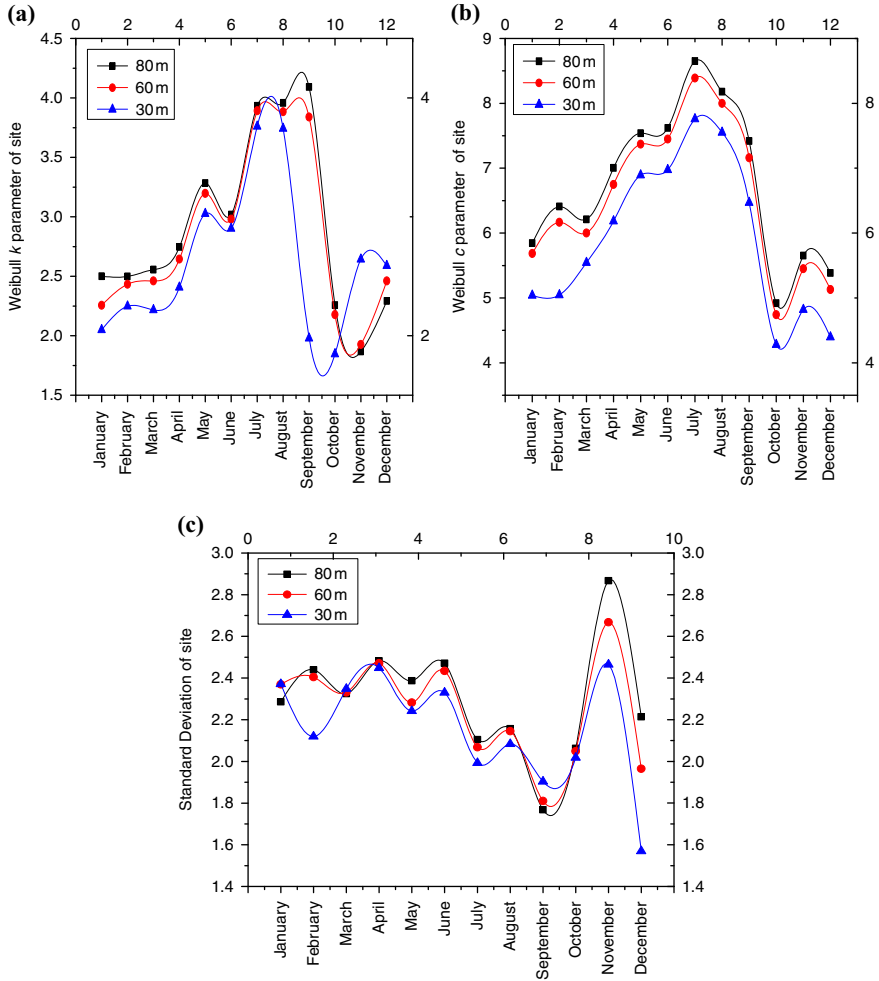 (a)
0 2 4 6 8 10 12
4.5
4.0
3.5
3.0
2.5
2.0
1.5
4
2
Weibull k parameter of site
80 m
60 m
30 m
January
February
March
April
May
June
July
August
September
October
November
December
(b)
0 2 4 6 8 10 12
9
8
7
6
5
4
8
6
4
Weibull c parameter of site
80 m
60 m
30 m
January
February
March
April
May
June
July
August
September
October
November
December
(c)
0 2 4 6 8 10
3.0
2.8
2.6
2.4
2.2
2.0
1.8
1.6
1.4
3.0
2.8
2.6
2.4
2.2
2.0
1.8
1.6
1.4
Standard Deviation of site
80 m
60 m
30 m
January
February
March
April
May
June
July
August
September
October
November
December